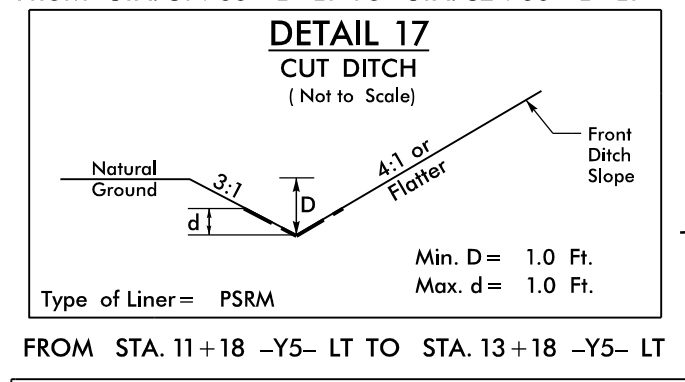 DETAIL 17
CUT DITCH
( Not to Scale)
Natural
Ground
3:1
D
d
4:1 or
Flatter
Front
Ditch
Slope
Min. D = 1.0 Ft.
Max. d = 1.0 Ft.
Type of Liner = PSRM
FROM STA. 11+18 -Y5- LT TO STA. 13+18 -Y5- LT